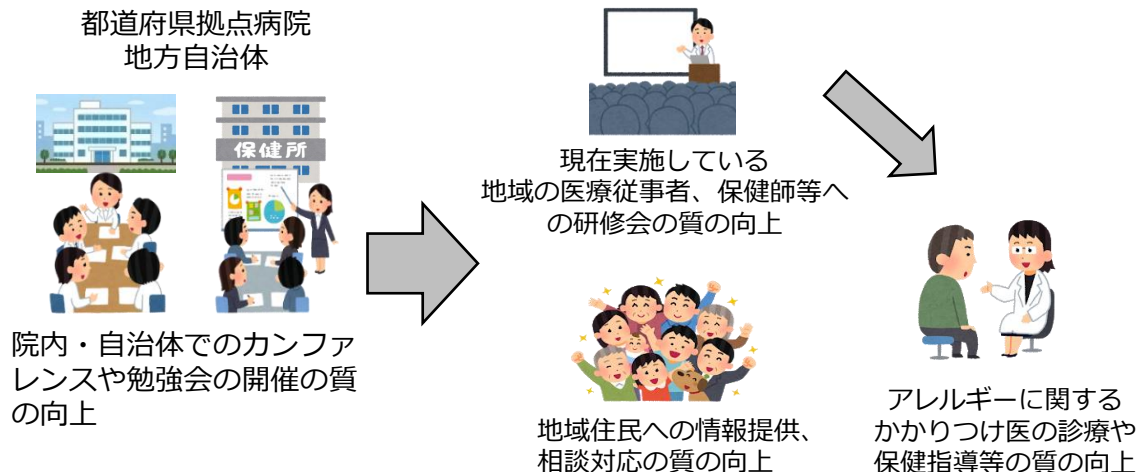 都道府県拠点病院
地方自治体
保健所
院内・自治体でのカンファ
レンスや勉強会の開催の質
の向上
現在実施している
地域の医療従事者、保健師等へ
の研修会の質の向上
地域住民への情報提供、
相談対応の質の向上
アレルギーに関する
かかりつけ医の診療や
保健指導等の質の向上